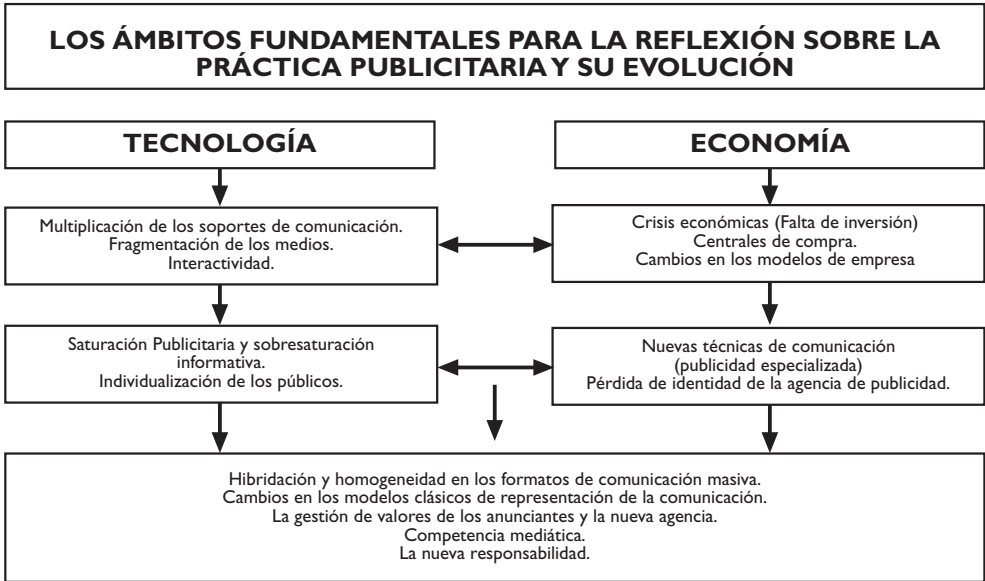 LOS ÁMBITOS FUNDAMENTALES PARA LA REFLEXIÓN SOBRE LA
PRÁCTICA PUBLICITARIA Y SU EVOLUCIÓN
TECNOLOGÍA
Multiplicación de los soportes de comunicación.
Fragmentación de los medios.
Interactividad.
Saturación Publicitaria y sobresaturación
informativa.
Individualización de los públicos.
ECONOMÍA
Crisis económicas (Falta de inversión)
Centrales de compra.
Cambios en los modelos de empresa
Nuevas técnicas de comunicación
(publicidad especializada)
Pérdida de identidad de la agencia de publicidad.
Hibridación y homogeneidad en los formatos de comunicación masiva.
Cambios en los modelos clásicos de representación de la comunicación.
La gestión de valores de los anunciantes y la nueva agencia.
Competencia mediática.
La nueva responsabilidad.